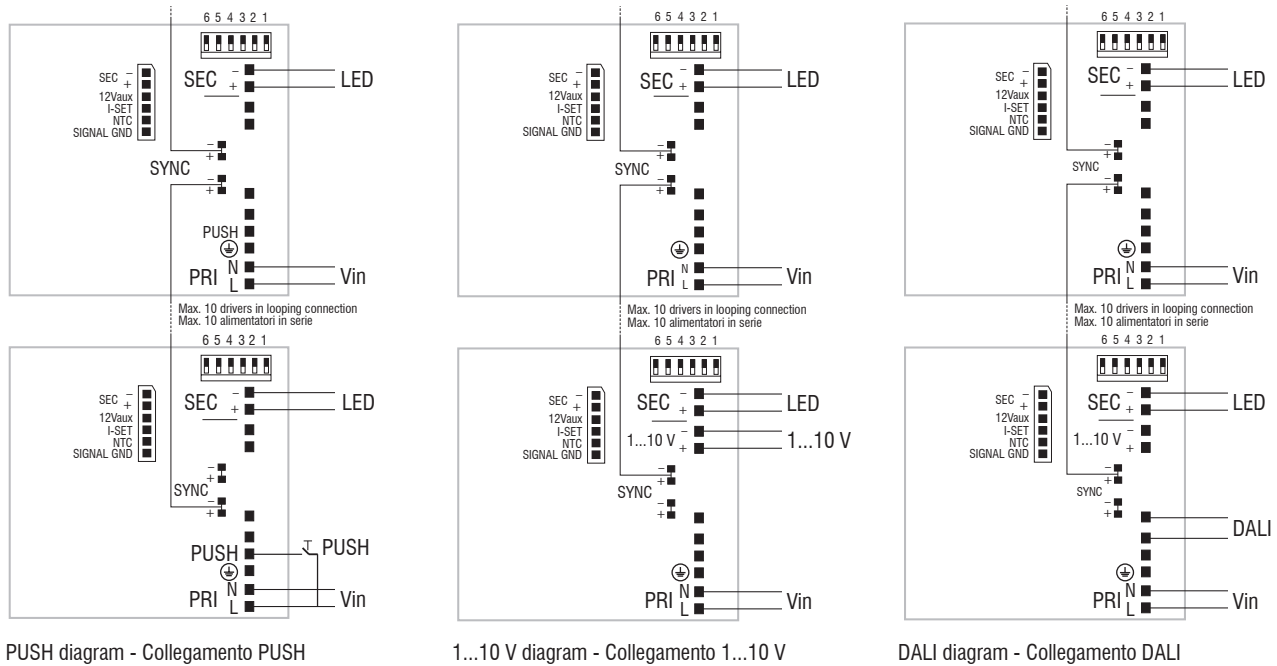 6 5 4 3 2 1
SEC −
+
12Vaux
I-SET
NTC
SIGNAL GND
SEC −
+
LED
−
+
SYNC
−
+
PUSH
PRI N
L
Vin
Max. 10 drivers in looping connection
Max. 10 alimentatori in serie
6 5 4 3 2 1
SEC −
+
12Vaux
I-SET
NTC
SIGNAL GND
SEC −
+
LED
−
+
SYNC
−
+
PUSH
PUSH
PRI N
L
Vin
PUSH diagram - Collegamento PUSH
6 5 4 3 2 1
SEC −
+
12Vaux
I-SET
NTC
SIGNAL GND
SEC −
+
LED
−
+
SYNC
−
+
PRI N
L
Vin
Max. 10 drivers in looping connection
Max. 10 alimentatori in serie
6 5 4 3 2 1
SEC −
+
12Vaux
I-SET
NTC
SIGNAL GND
SEC −
+
LED
1...10 V −
+
1...10 V
−
+
SYNC
−
+
PRI N
L
Vin
1...10 V diagram - Collegamento 1...10 V
6 5 4 3 2 1
SEC −
+
12Vaux
I-SET
NTC
SIGNAL GND
SEC −
+
LED
−
+
SYNC
−
+
PRI N
L
Vin
Max. 10 drivers in looping connection
Max. 10 alimentatori in serie
6 5 4 3 2 1
SEC −
+
12Vaux
I-SET
NTC
SIGNAL GND
SEC −
+
LED
1...10 V −
+
−
+
SYNC
−
+
DALI
PRI N
L
Vin
DALI diagram - Collegamento DALI